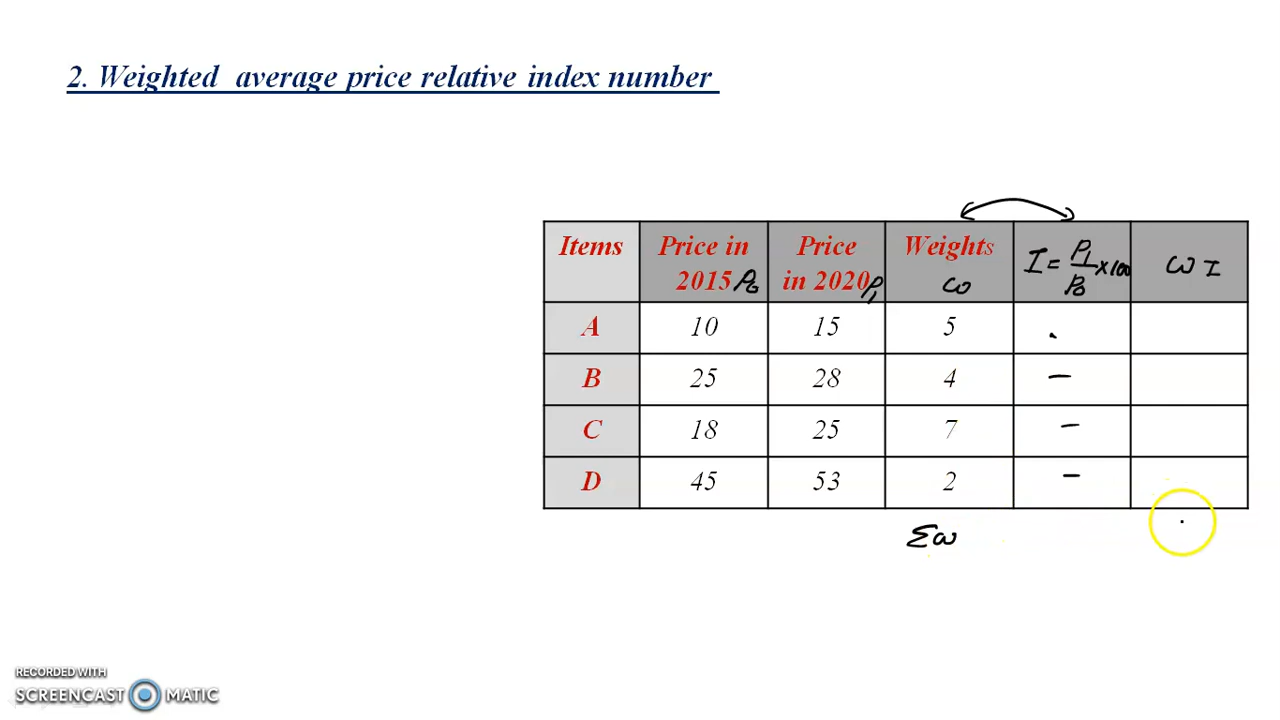 2. Weighted average price relative index number
Items Price in 2015 P₀ Price in 2020 P₁ Weights ω I = P₁/P₀ × 100 ω I
A 10 15 5
B 25 28 4 –
C 18 25 7 –
D 45 53 2 –
Σω
RECORDED WITH
SCREENCAST MATIC